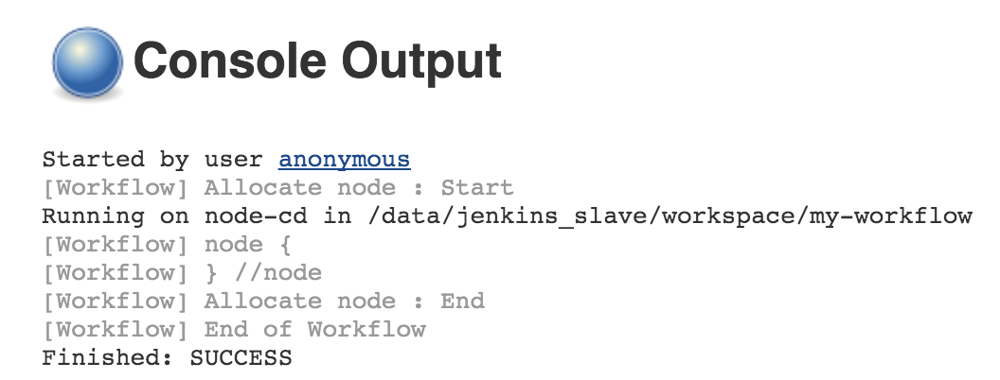 Console Output
Started by user anonymous
[Workflow] Allocate node : Start
Running on node-cd in /data/jenkins_slave/workspace/my-workflow
[Workflow] node {
[Workflow] } //node
[Workflow] Allocate node : End
[Workflow] End of Workflow
Finished: SUCCESS